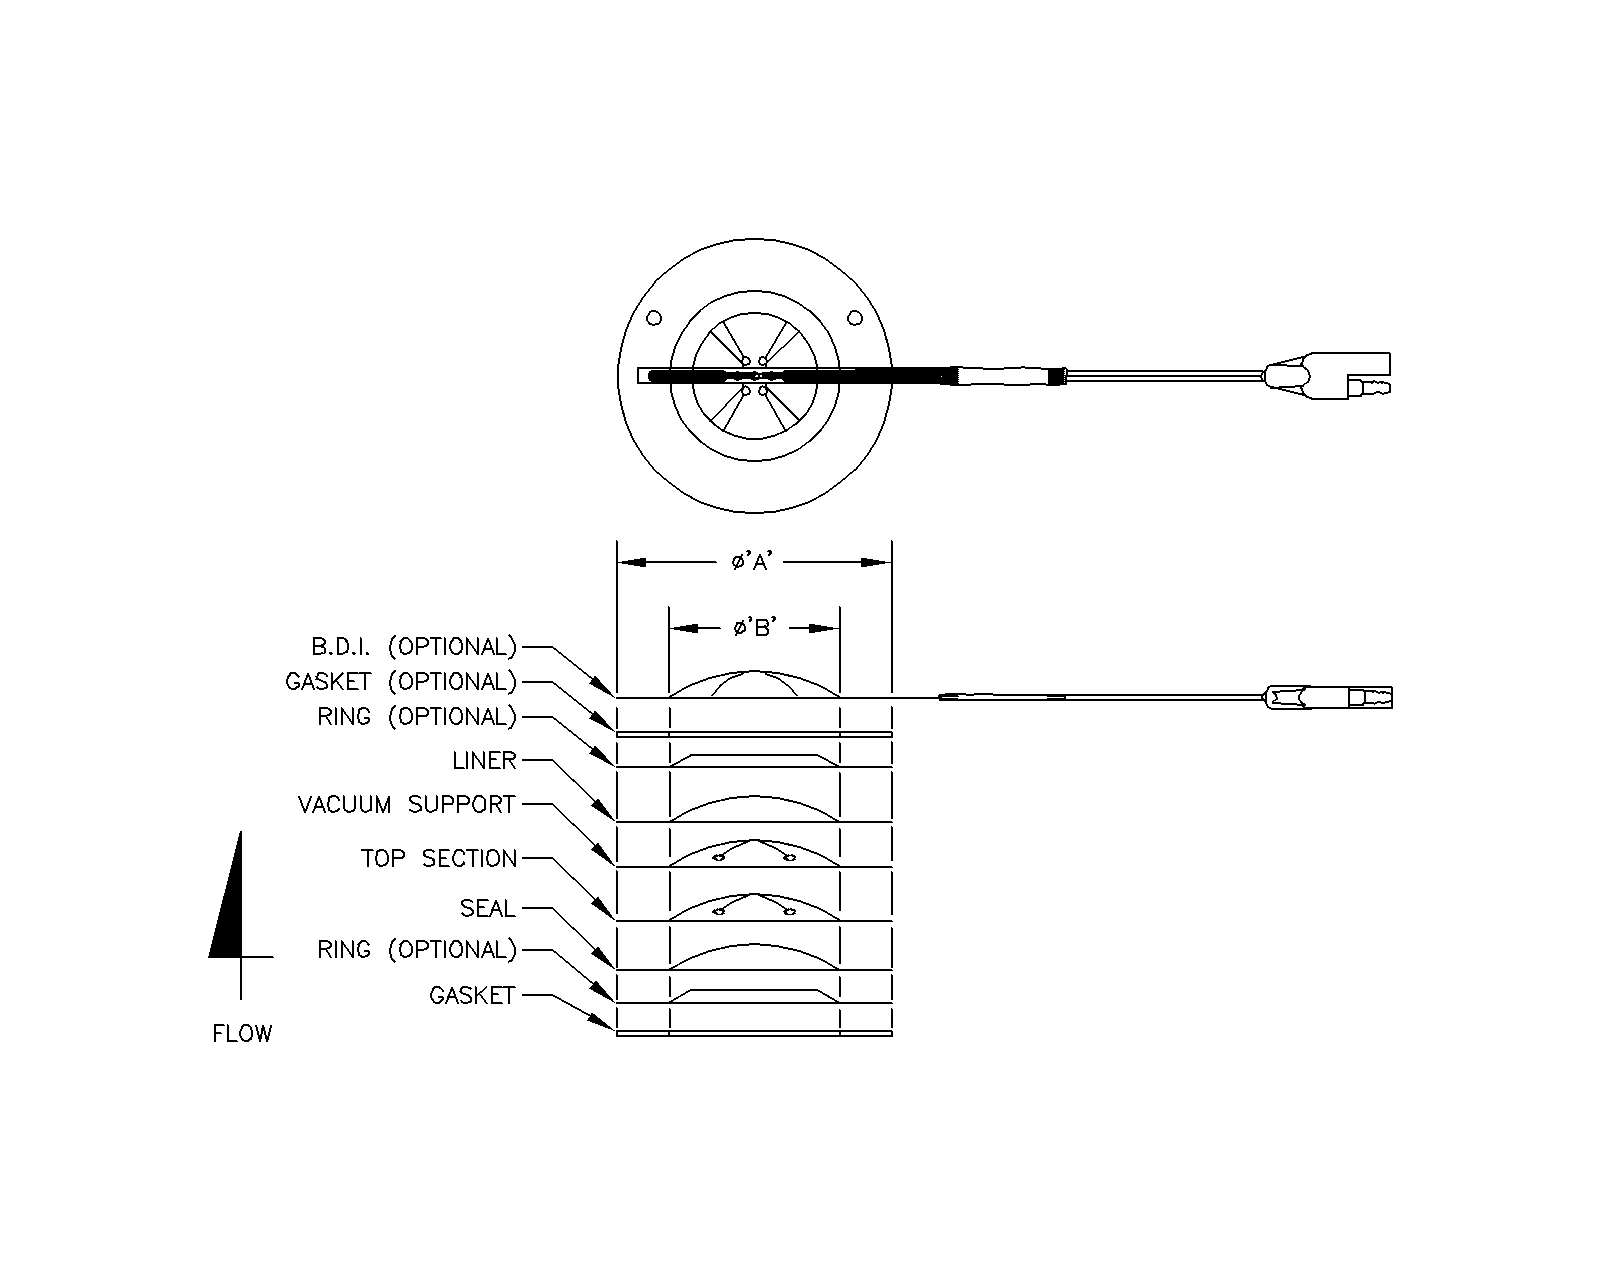 ø'A'
ø'B'
B.D.I. (OPTIONAL)
GASKET (OPTIONAL)
RING (OPTIONAL)
LINER
VACUUM SUPPORT
TOP SECTION
SEAL
RING (OPTIONAL)
GASKET
FLOW